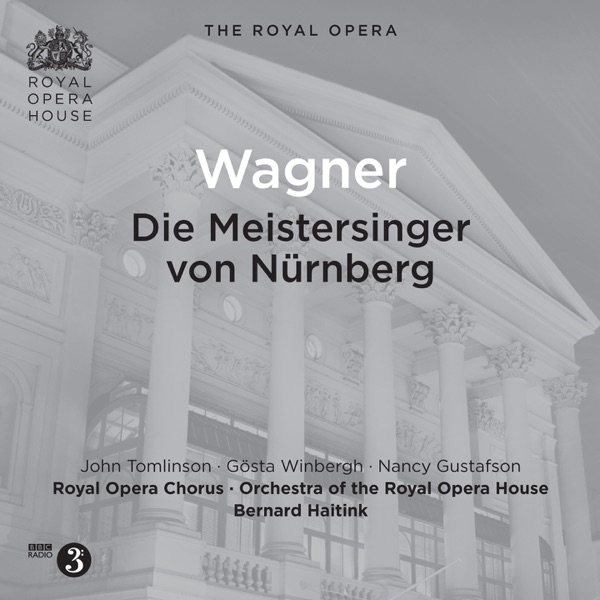 THE ROYAL OPERA
ROYAL
OPERA
HOUSE
Wagner
Die Meistersinger
von Nürnberg
John Tomlinson · Gösta Winbergh · Nancy Gustafson
Royal Opera Chorus · Orchestra of the Royal Opera House
Bernard Haitink
BBC
RADIO
3